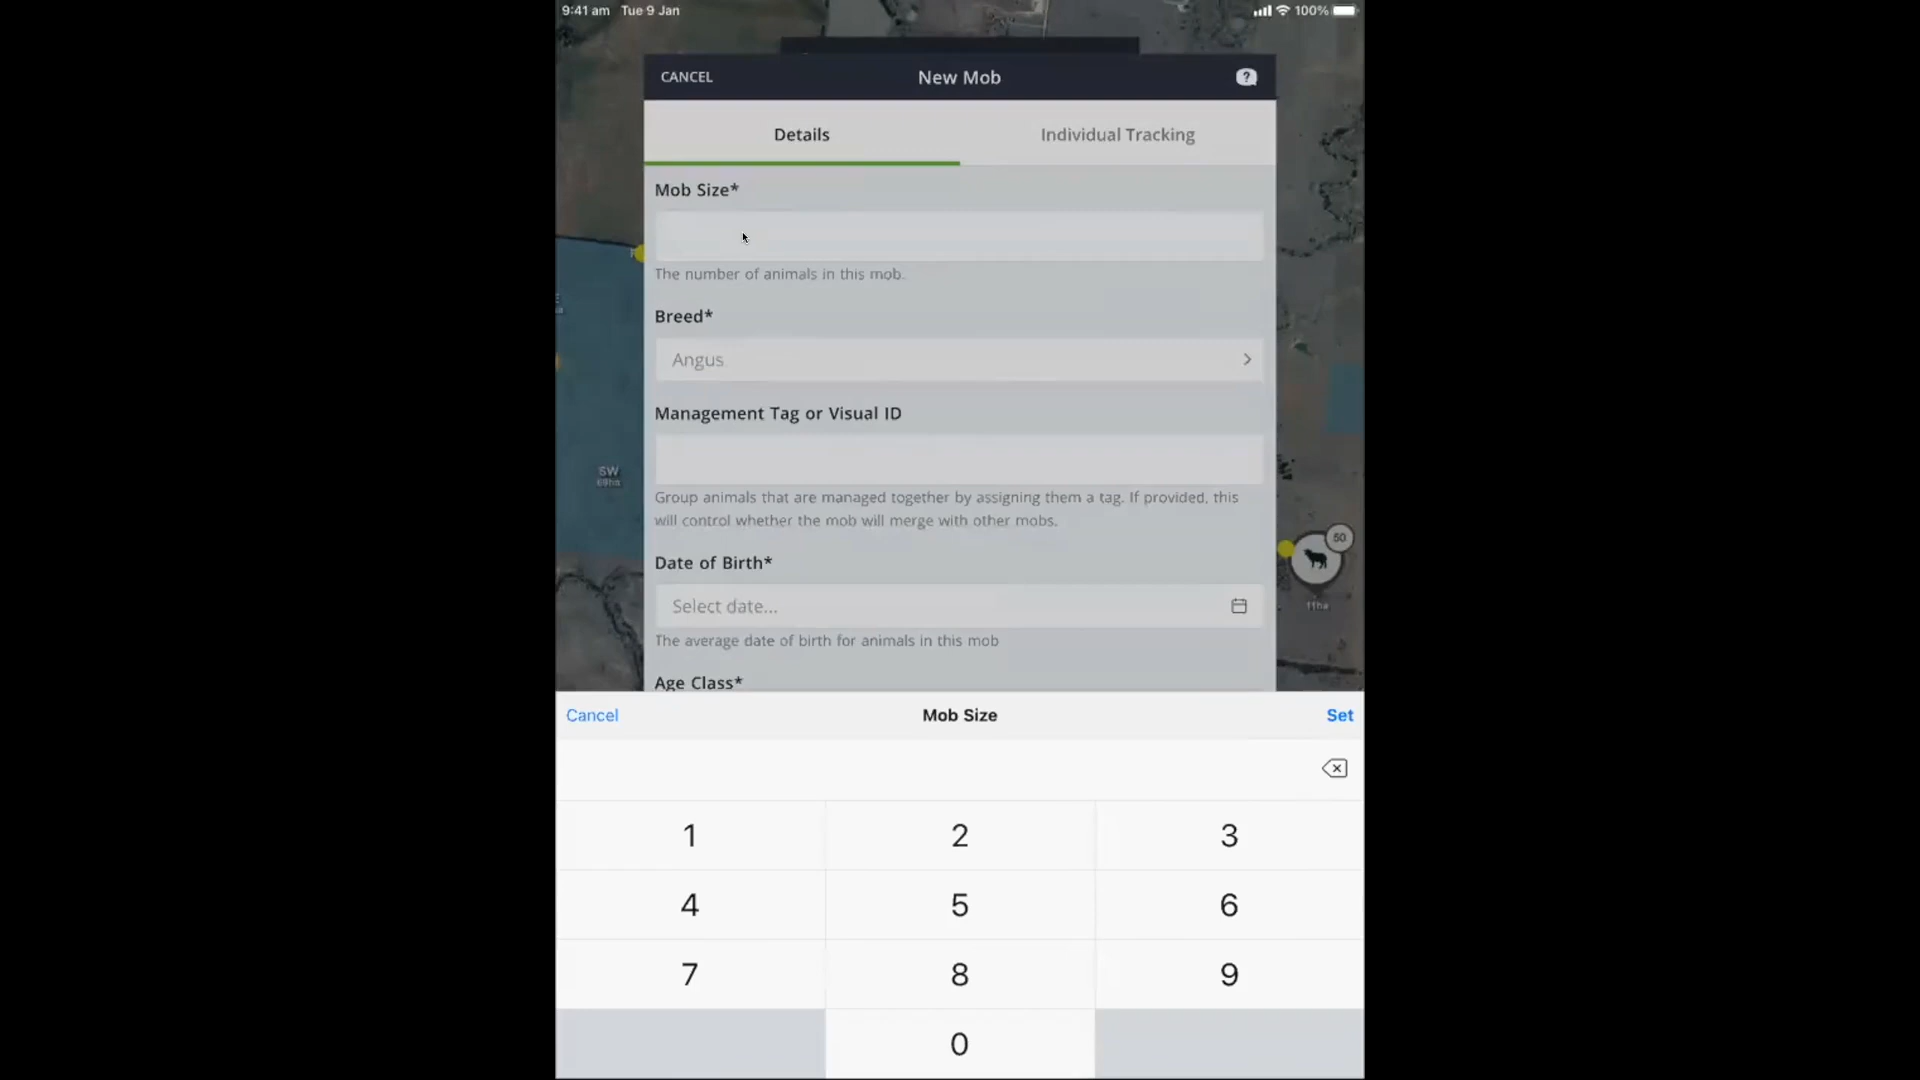 9:41 am Tue 9 Jan
100%
CANCEL
New Mob
?
Details
Individual Tracking
Mob Size*
The number of animals in this mob.
Breed*
Angus
Management Tag or Visual ID
Group animals that are managed together by assigning them a tag. If provided, this
will control whether the mob will merge with other mobs.
SW
69ha
50
11ha
Date of Birth*
Select date...
The average date of birth for animals in this mob
Age Class*
Cancel
Mob Size
Set
1 2 3
4 5 6
7 8 9
0